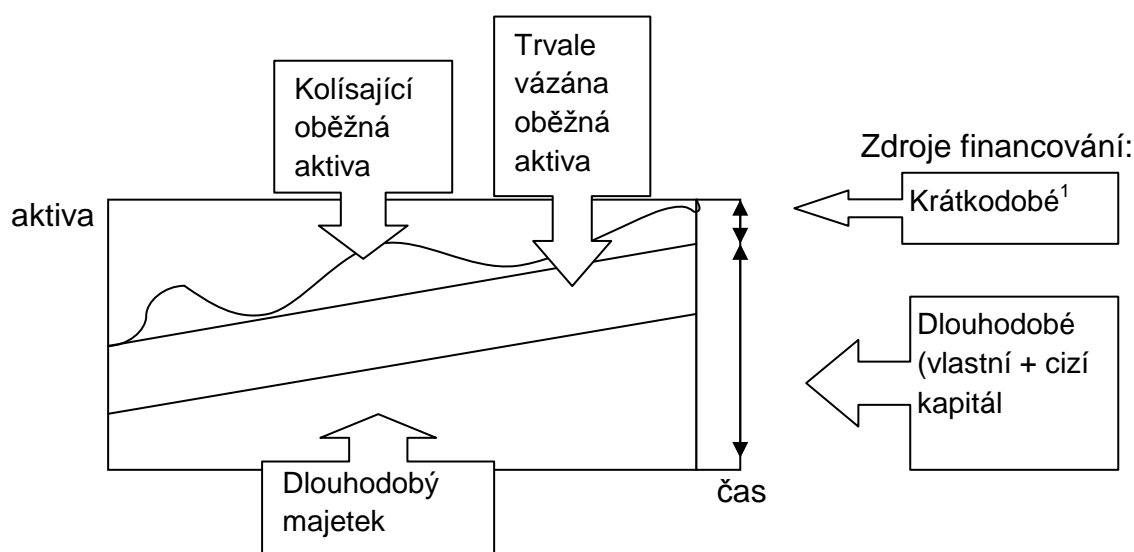 Kolísající
oběžná
aktiva
Trvale
vázána
oběžná
aktiva
Zdroje financování:
Krátkodobé¹
aktiva
Dlouhodobé
(vlastní + cizí
kapitál
Dlouhodobý
majetek
čas